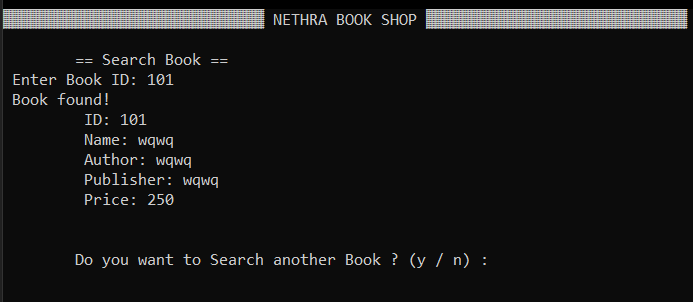 NETHRA BOOK SHOP
== Search Book ==
Enter Book ID: 101
Book found!
ID: 101
Name: wqwq
Author: wqwq
Publisher: wqwq
Price: 250
Do you want to Search another Book ? (y / n) :